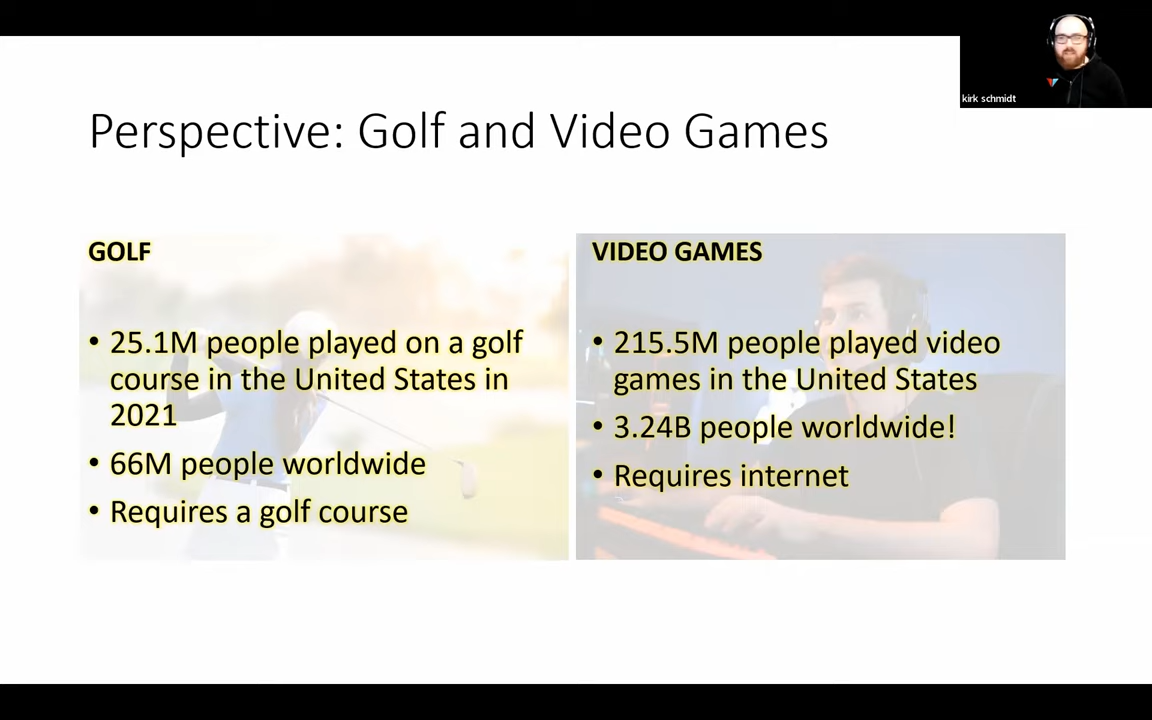 kirk schmidt
Perspective: Golf and Video Games
GOLF
• 25.1M people played on a golf
course in the United States in
2021
• 66M people worldwide
• Requires a golf course
VIDEO GAMES
• 215.5M people played video
games in the United States
• 3.24B people worldwide!
• Requires internet